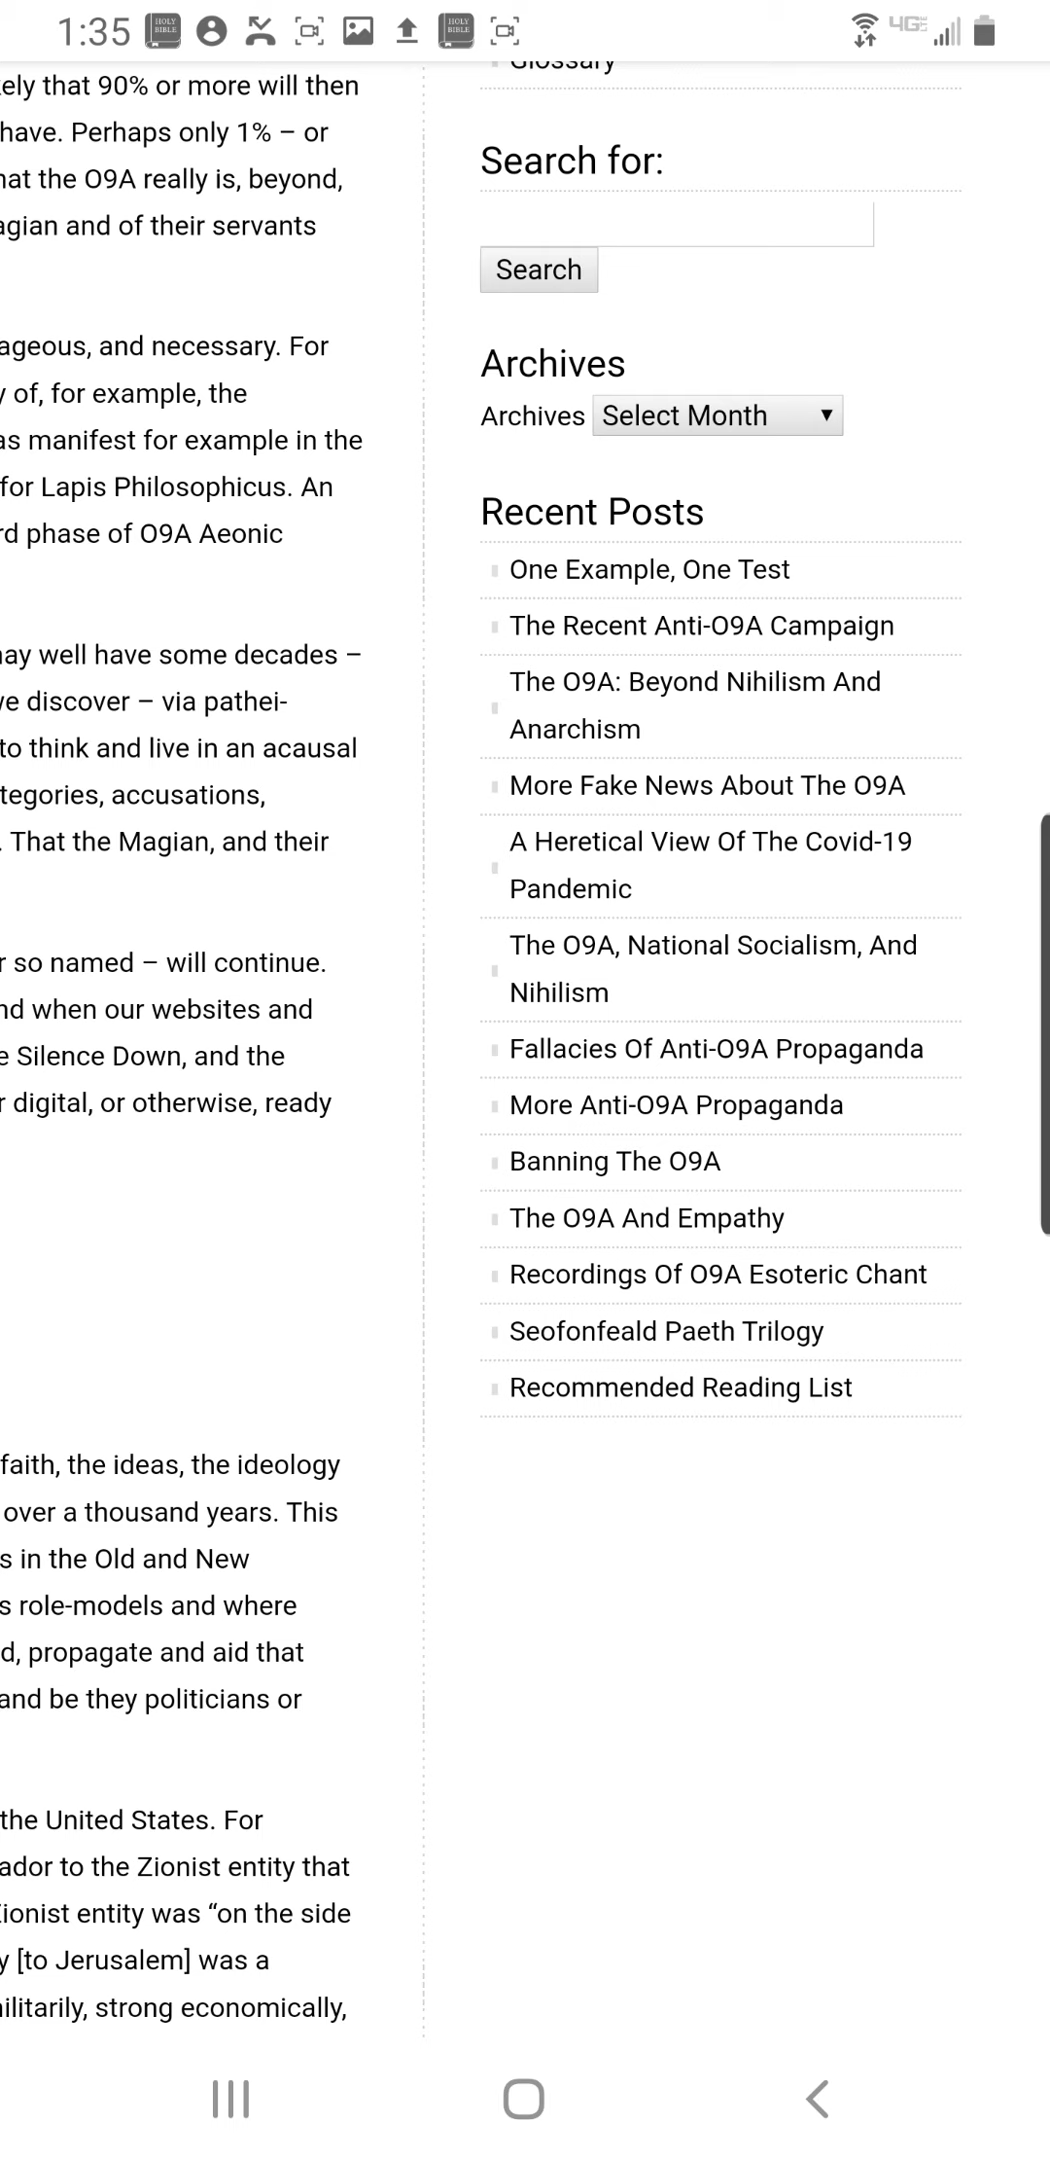 1:35
HOLY BIBLE
HOLY BIBLE
4GE
ely that 90% or more will then
have. Perhaps only 1% – or
hat the O9A really is, beyond,
agian and of their servants
ageous, and necessary. For
y of, for example, the
as manifest for example in the
for Lapis Philosophicus. An
rd phase of O9A Aeonic
may well have some decades –
ve discover – via pathei-
to think and live in an acausal
tegories, accusations,
. That the Magian, and their
r so named – will continue.
nd when our websites and
e Silence Down, and the
r digital, or otherwise, ready
faith, the ideas, the ideology
over a thousand years. This
s in the Old and New
s role-models and where
d, propagate and aid that
and be they politicians or
the United States. For
ador to the Zionist entity that
Zionist entity was “on the side
y [to Jerusalem] was a
nilitarily, strong economically,
Glossary
Search for:
Search
Archives
Archives Select Month
Recent Posts
One Example, One Test
The Recent Anti-O9A Campaign
The O9A: Beyond Nihilism And
Anarchism
More Fake News About The O9A
A Heretical View Of The Covid-19
Pandemic
The O9A, National Socialism, And
Nihilism
Fallacies Of Anti-O9A Propaganda
More Anti-O9A Propaganda
Banning The O9A
The O9A And Empathy
Recordings Of O9A Esoteric Chant
Seofonfeald Paeth Trilogy
Recommended Reading List